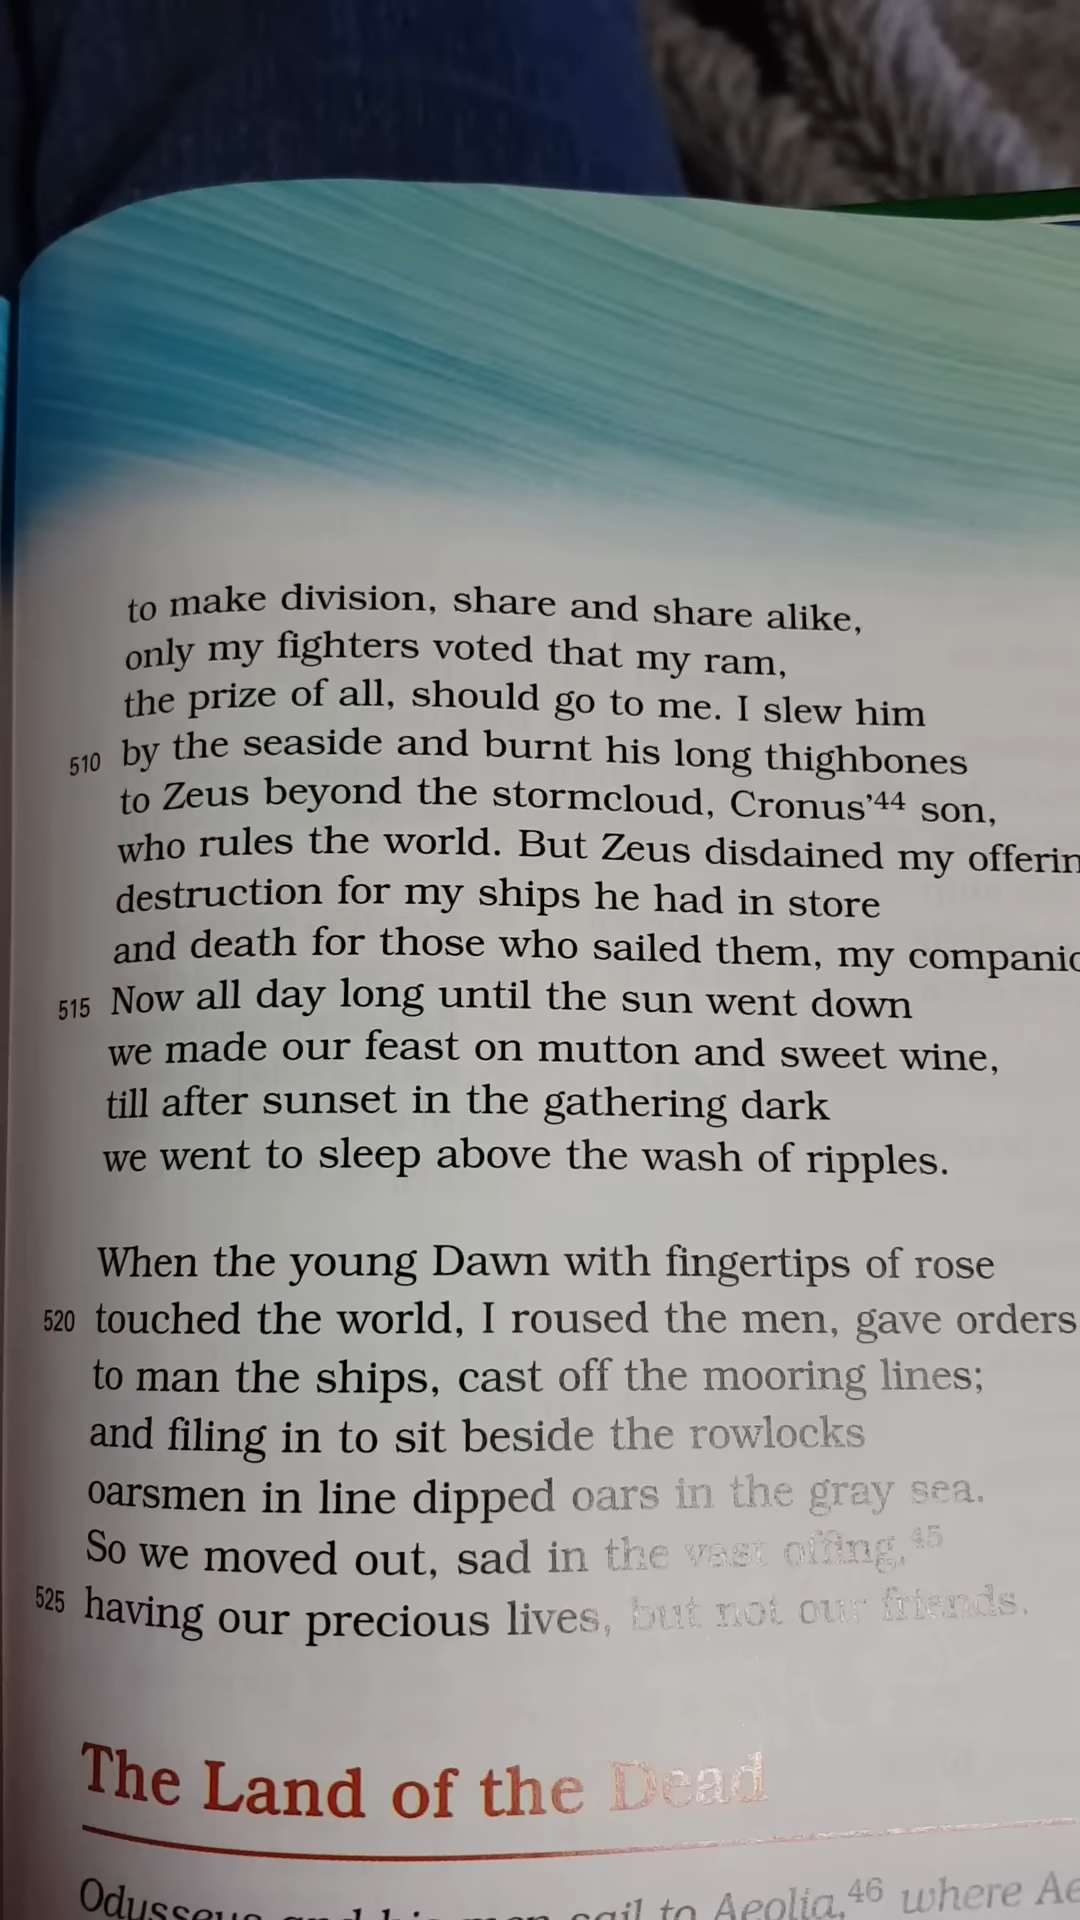 to make division, share and share alike,
only my fighters voted that my ram,
the prize of all, should go to me. I slew him
510 by the seaside and burnt his long thighbones
to Zeus beyond the stormcloud, Cronus’44 son,
who rules the world. But Zeus disdained my offerin
destruction for my ships he had in store
and death for those who sailed them, my companio
515 Now all day long until the sun went down
we made our feast on mutton and sweet wine,
till after sunset in the gathering dark
we went to sleep above the wash of ripples.
When the young Dawn with fingertips of rose
520 touched the world, I roused the men, gave orders
to man the ships, cast off the mooring lines;
and filing in to sit beside the rowlocks
oarsmen in line dipped oars in the gray sea.
So we moved out, sad in the vast offing,45
525 having our precious lives, but not our friends.
The Land of the Dead
Odysseus and his men sail to Aeolia,46 where Ae